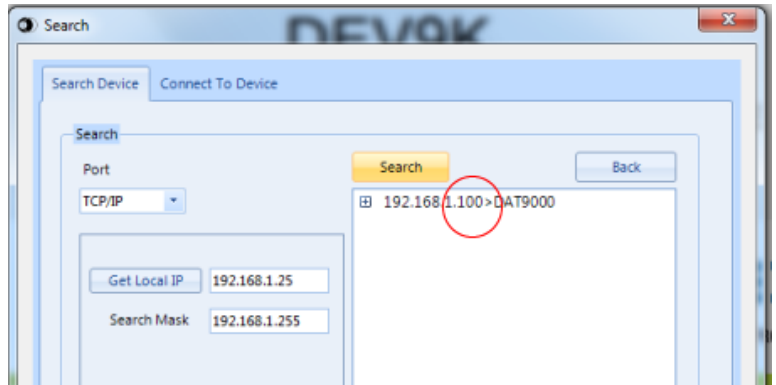 Search
DEV9K
Search Device
Connect To Device
Search
Port
Search
Back
TCP/IP
192.168.1.100>DAT9000
Get Local IP
192.168.1.25
Search Mask
192.168.1.255